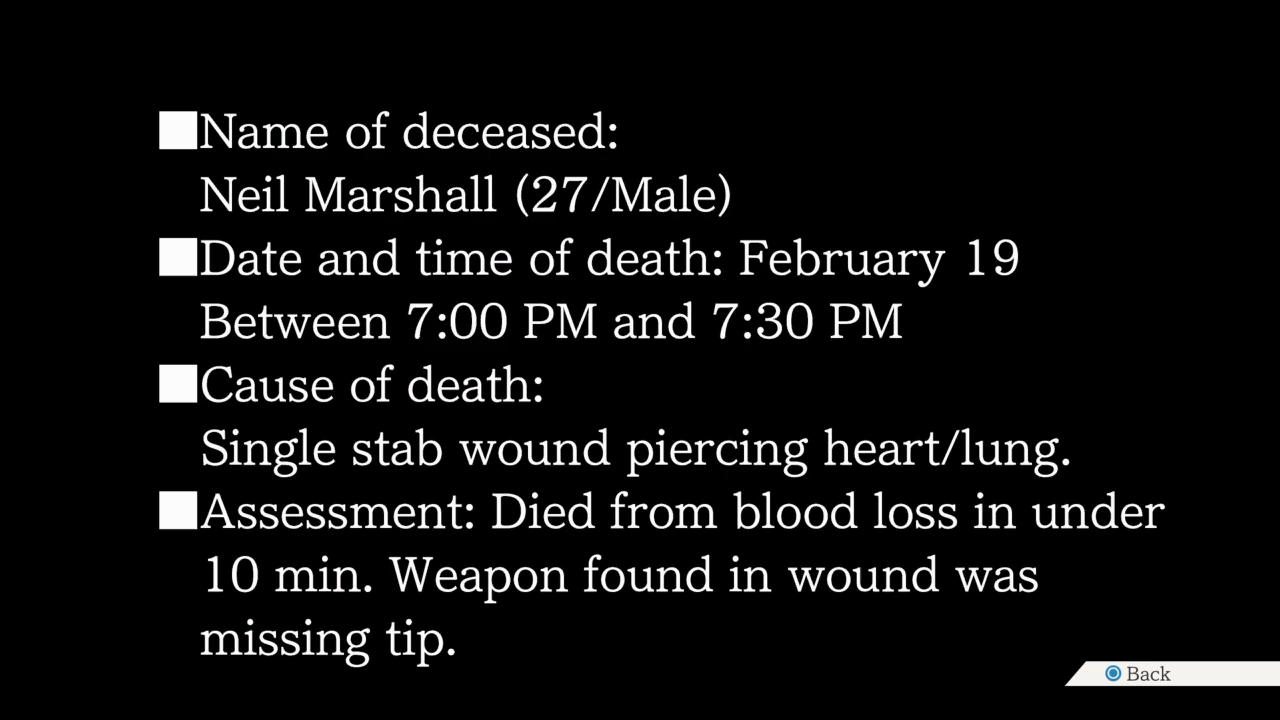 ■Name of deceased:
Neil Marshall (27/Male)
■Date and time of death: February 19
Between 7:00 PM and 7:30 PM
■Cause of death:
Single stab wound piercing heart/lung.
■Assessment: Died from blood loss in under
10 min. Weapon found in wound was
missing tip.
Back